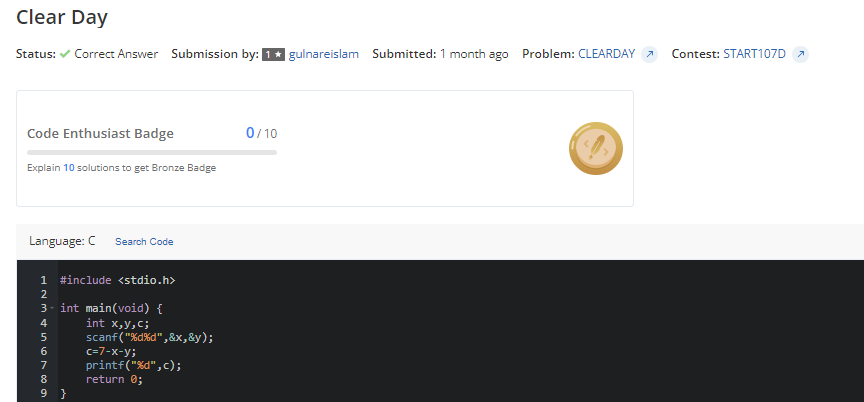 Clear Day
Status: Correct Answer Submission by: 1★ gulnareislam Submitted: 1 month ago Problem: CLEARDAY Contest: START107D
Code Enthusiast Badge 0 / 10
Explain 10 solutions to get Bronze Badge
Language: C Search Code
1 #include <stdio.h>
2
3 int main(void) {
4 int x,y,c;
5 scanf("%d%d",&x,&y);
6 c=7-x-y;
7 printf("%d",c);
8 return 0;
9 }